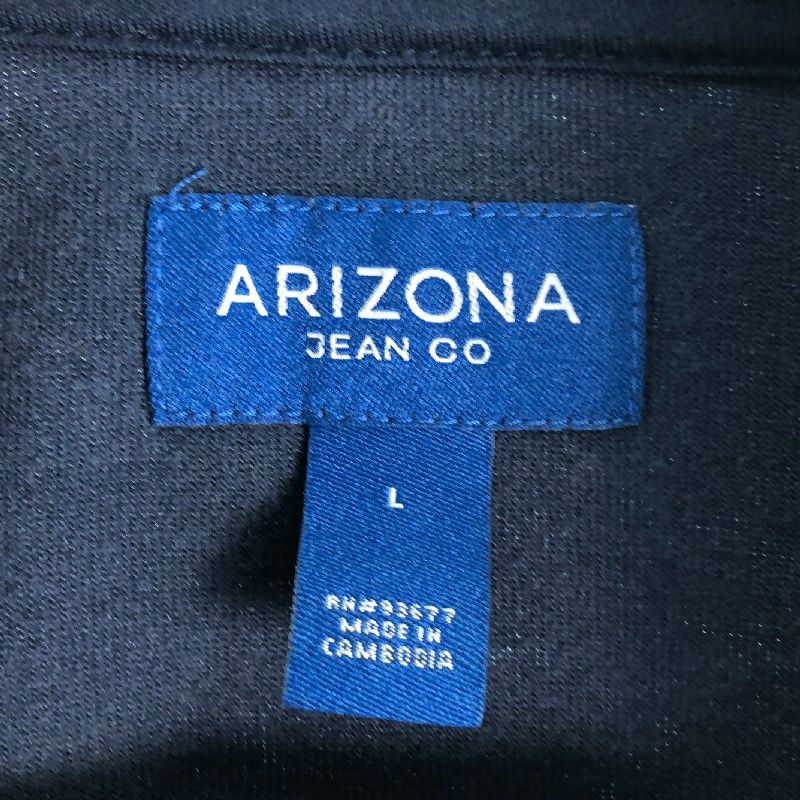 ARIZONA
JEAN CO
L
RN#93677
MADE IN
CAMBODIA